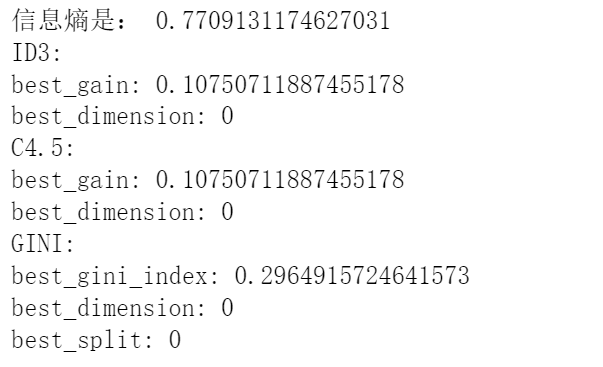 信息熵是： 0.7709131174627031
ID3:
best_gain: 0.10750711887455178
best_dimension: 0
C4.5:
best_gain: 0.10750711887455178
best_dimension: 0
GINI:
best_gini_index: 0.2964915724641573
best_dimension: 0
best_split: 0